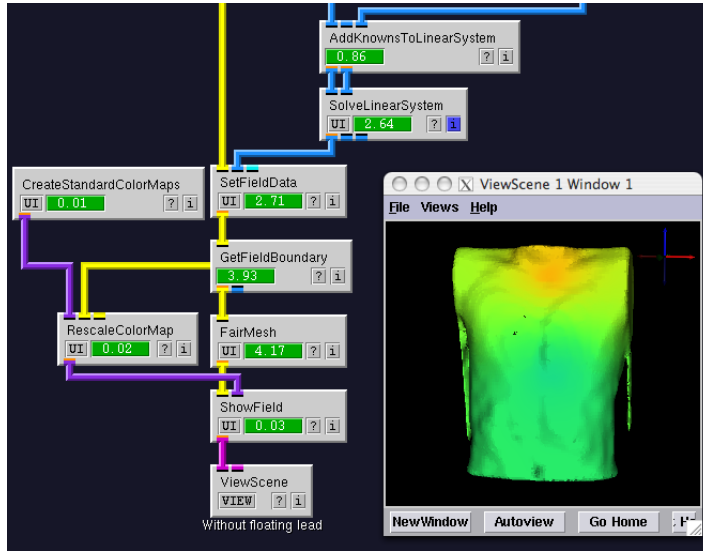 AddKnownsToLinearSystem
0.86 ? i
SolveLinearSystem
UI 2.64 ? i
CreateStandardColorMaps
UI 0.01 ? i
SetFieldData
UI 2.71 ? i
GetFieldBoundary
3.93 ? i
RescaleColorMap
UI 0.02 ? i
FairMesh
UI 4.17 ? i
ShowField
UI 0.03 ? i
ViewScene
VIEW ? i
Without floating lead
X ViewScene 1 Window 1
File Views Help
NewWindow Autoview Go Home